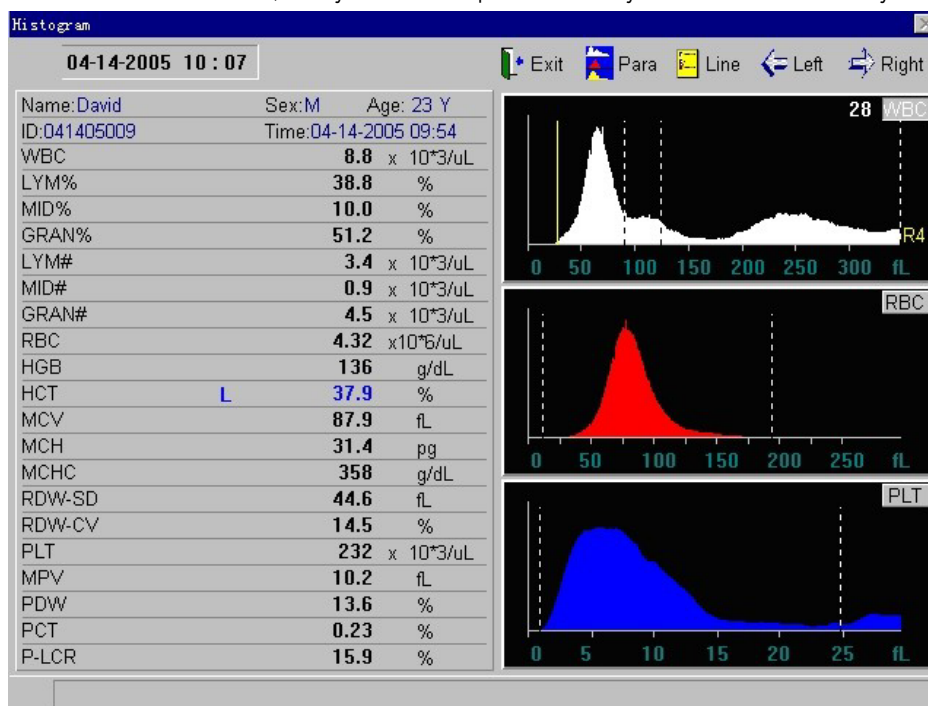 Histogram
04-14-2005 10:07
Exit Para Line Left Right
Name:David Sex:M Age: 23 Y
ID:041405009 Time:04-14-2005 09:54
WBC 8.8 x 10*3/uL
LYM% 38.8 %
MID% 10.0 %
GRAN% 51.2 %
LYM# 3.4 x 10*3/uL
MID# 0.9 x 10*3/uL
GRAN# 4.5 x 10*3/uL
RBC 4.32 x10*6/uL
HGB 136 g/dL
HCT L 37.9 %
MCV 87.9 fL
MCH 31.4 pg
MCHC 358 g/dL
RDW-SD 44.6 fL
RDW-CV 14.5 %
PLT 232 x 10*3/uL
MPV 10.2 fL
PDW 13.6 %
PCT 0.23 %
P-LCR 15.9 %
28 WBC
R4
0 50 100 150 200 250 300 fL
RBC
0 50 100 150 200 250 fL
PLT
0 5 10 15 20 25 fL